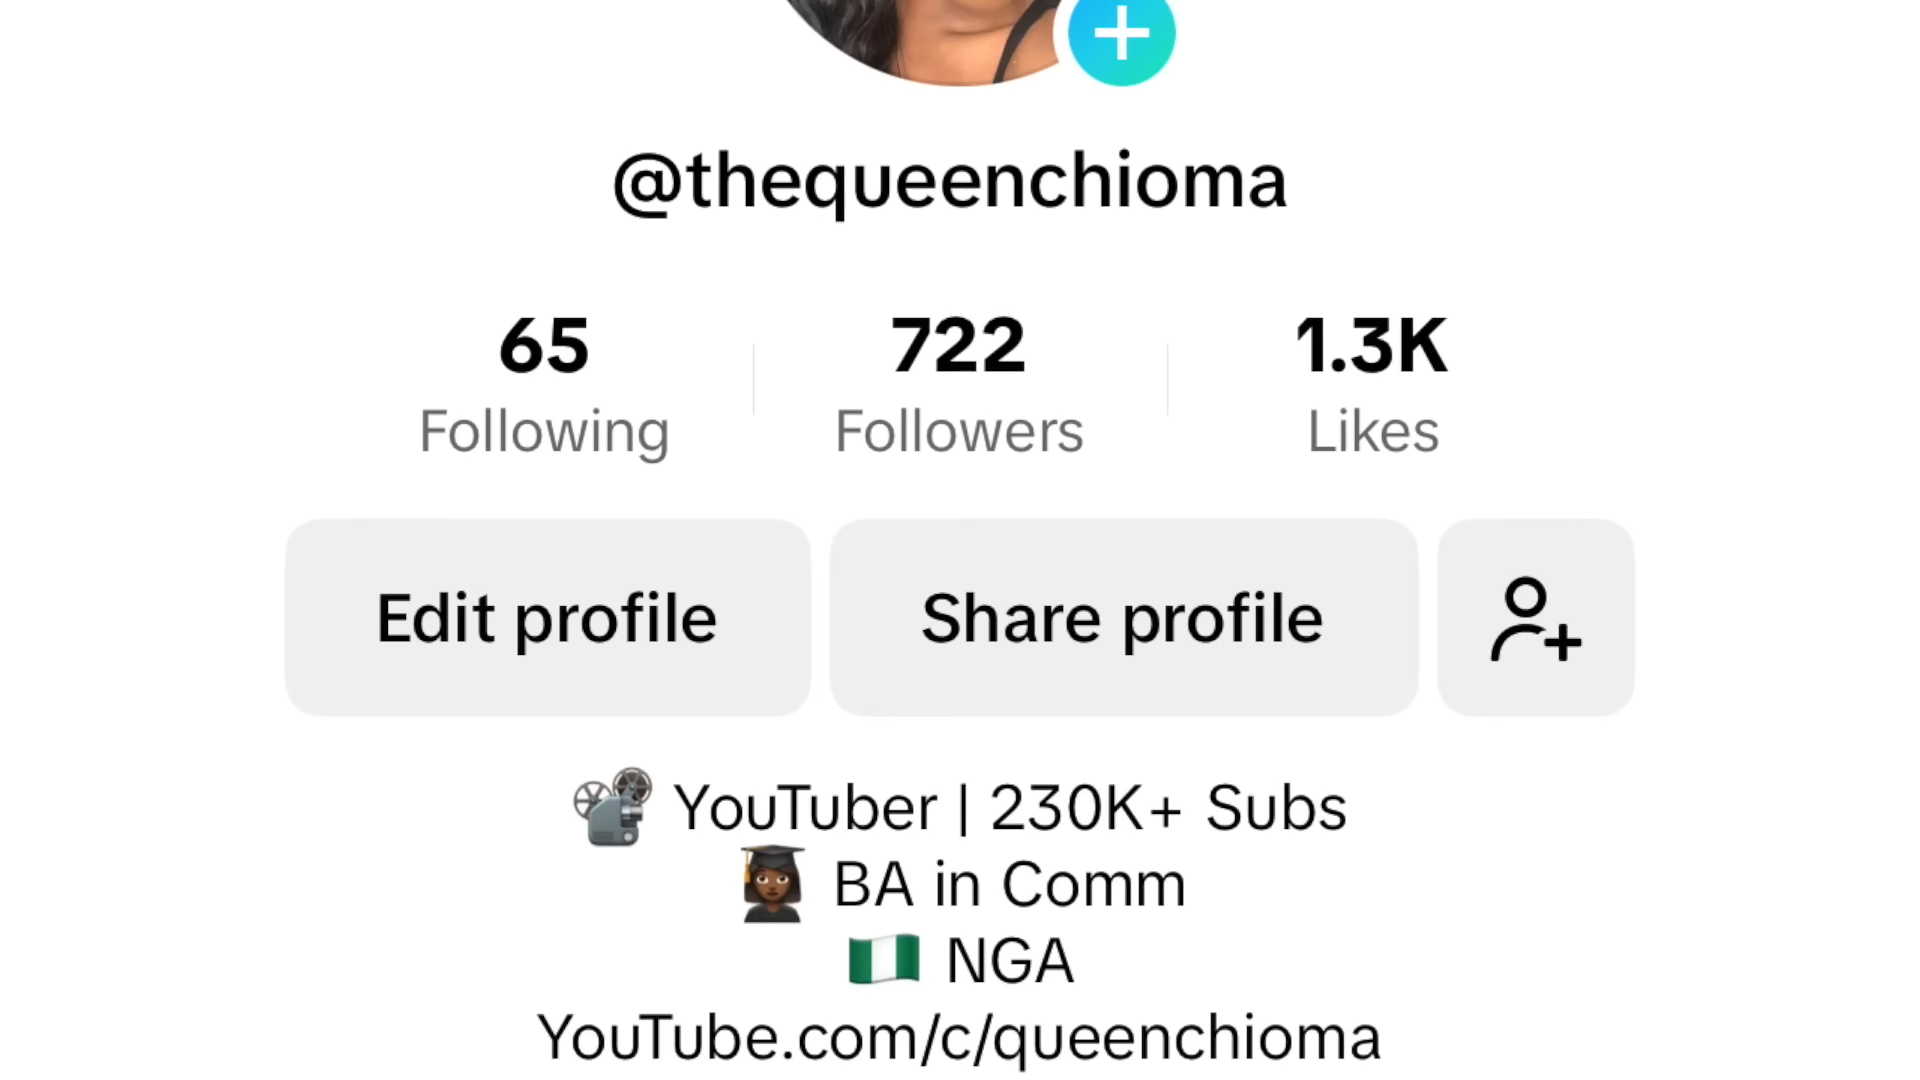 @thequeenchioma
65 722 1.3K
Following Followers Likes
Edit profile Share profile
YouTuber | 230K+ Subs
BA in Comm
NGA
YouTube.com/c/queenchioma